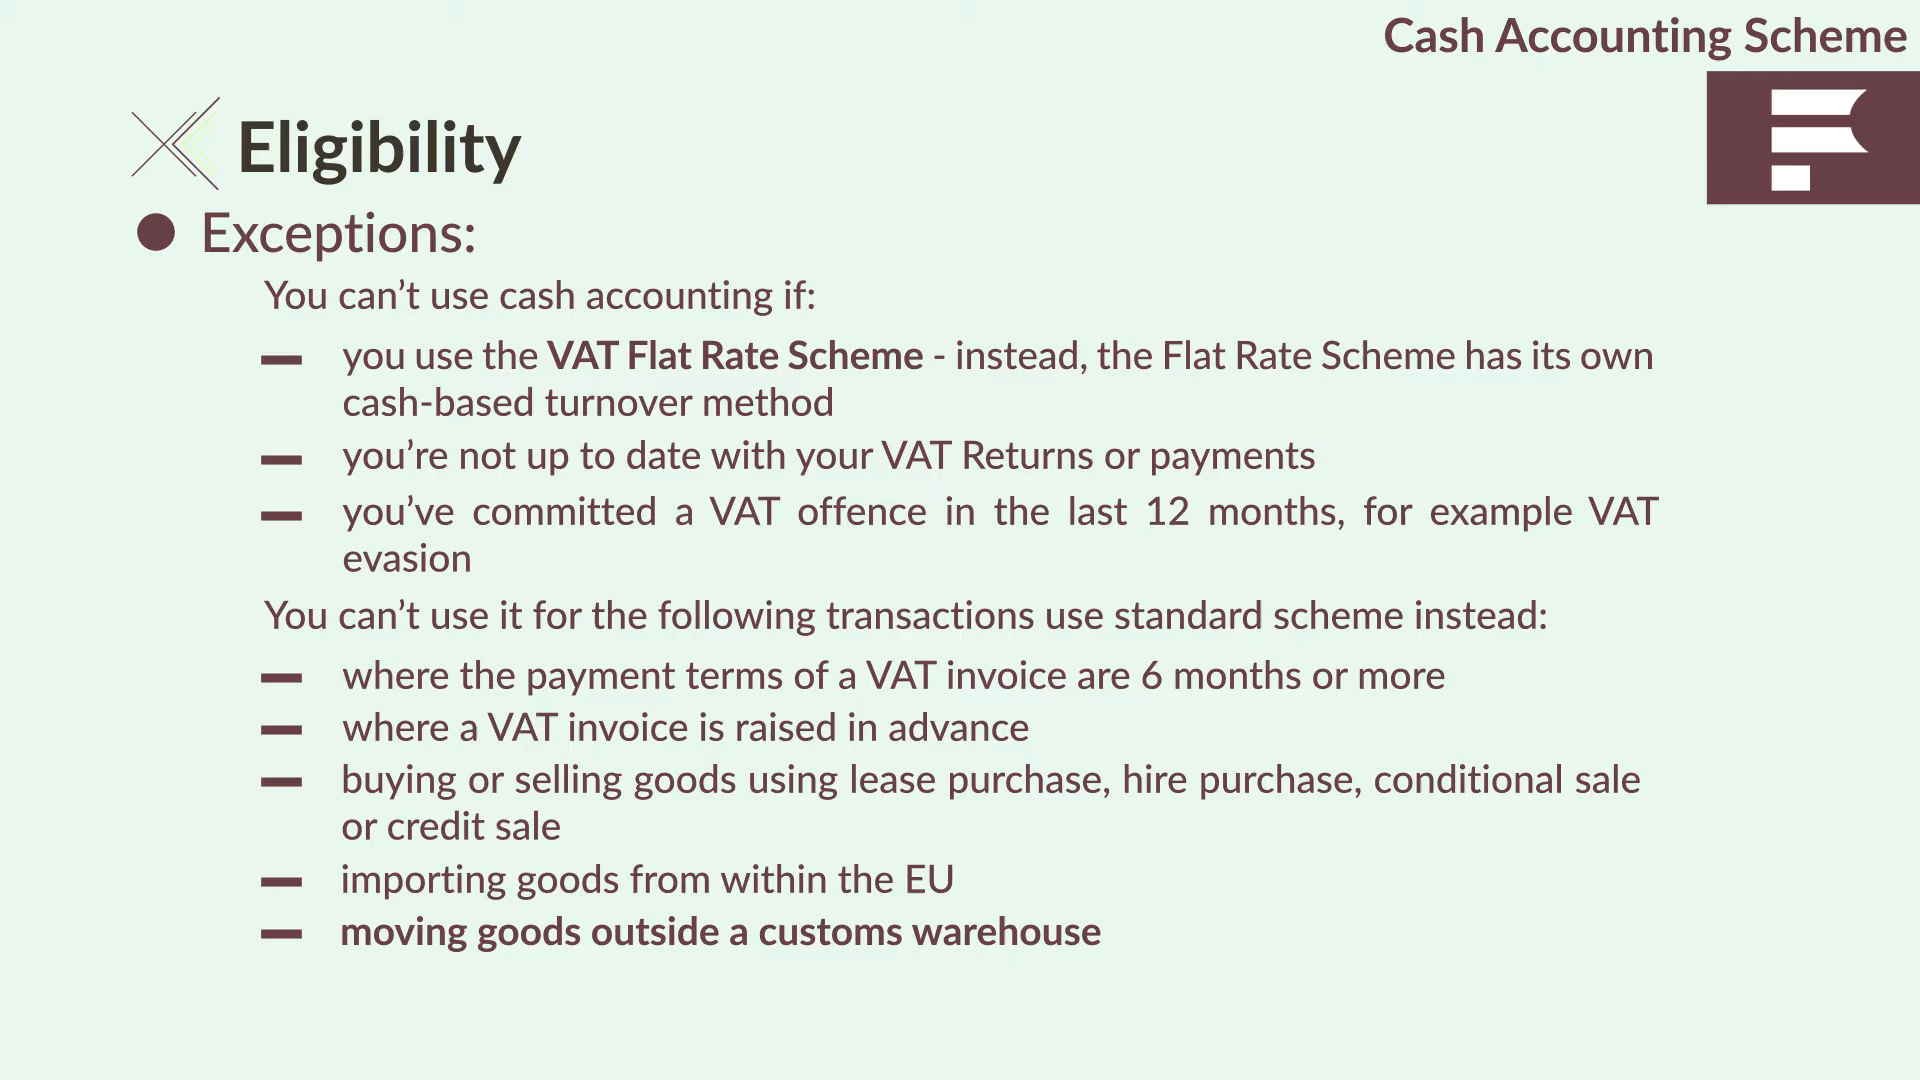 Cash Accounting Scheme
Eligibility
Exceptions:
You can’t use cash accounting if:
you use the VAT Flat Rate Scheme - instead, the Flat Rate Scheme has its own
cash-based turnover method
you’re not up to date with your VAT Returns or payments
you’ve committed a VAT offence in the last 12 months, for example VAT
evasion
You can’t use it for the following transactions use standard scheme instead:
where the payment terms of a VAT invoice are 6 months or more
where a VAT invoice is raised in advance
buying or selling goods using lease purchase, hire purchase, conditional sale
or credit sale
importing goods from within the EU
moving goods outside a customs warehouse